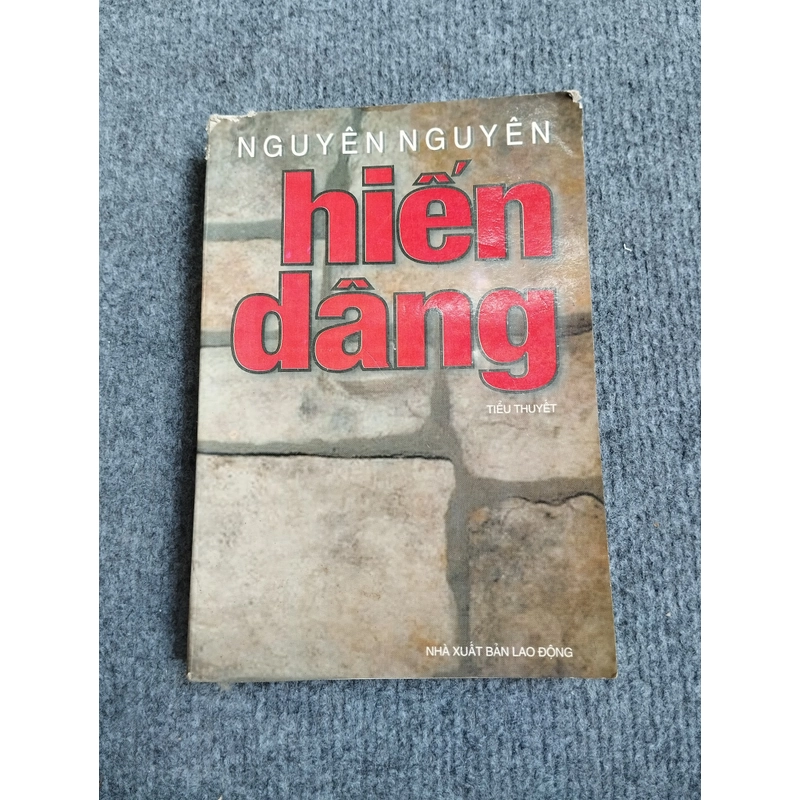 NGUYÊN NGUYÊN
hiến
dâng
TIỂU THUYẾT
NHÀ XUẤT BẢN LAO ĐỘNG